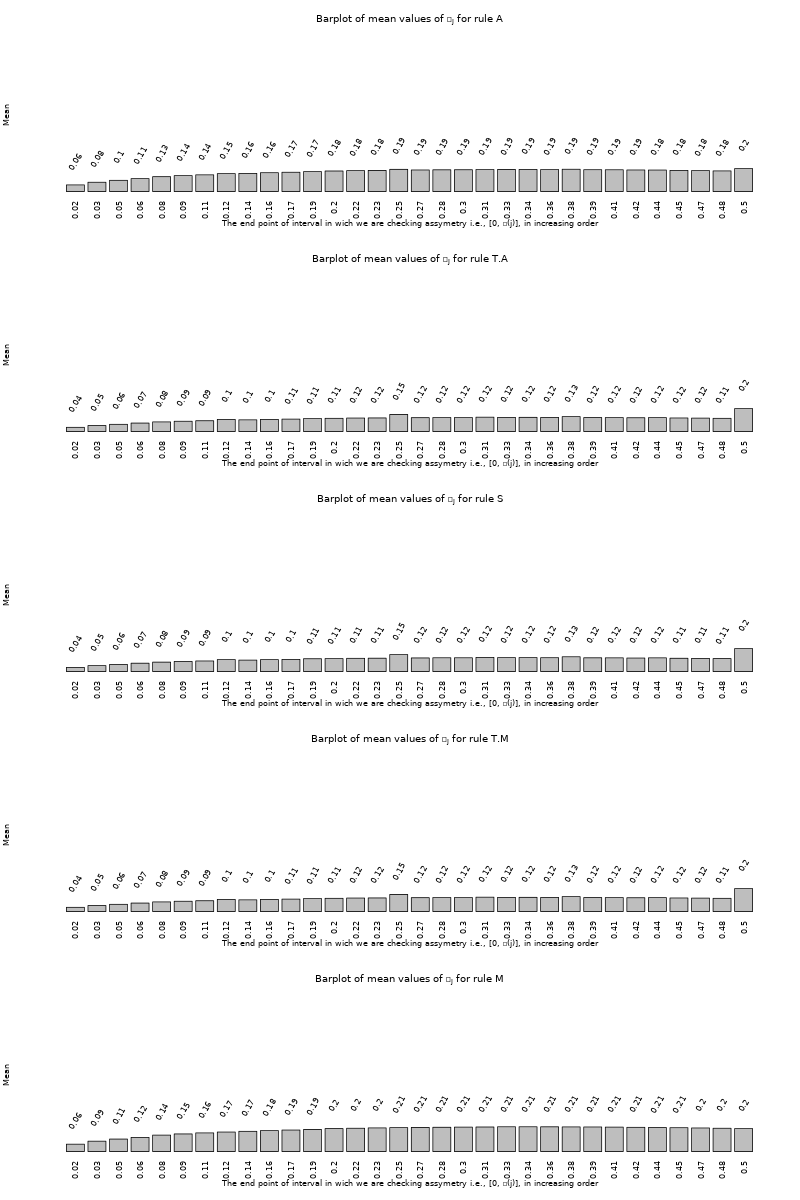 Barplot of mean values of □j for rule A
Mean
0.06 0.08 0.1 0.11 0.13 0.14 0.14 0.15 0.16 0.16 0.17 0.17 0.18 0.18 0.18 0.19 0.19 0.19 0.19 0.19 0.19 0.19 0.19 0.19 0.19 0.19 0.19 0.18 0.18 0.18 0.18 0.2
0.02 0.03 0.05 0.06 0.08 0.09 0.11 0.12 0.14 0.16 0.17 0.19 0.2 0.22 0.23 0.25 0.27 0.28 0.3 0.31 0.33 0.34 0.36 0.38 0.39 0.41 0.42 0.44 0.45 0.47 0.48 0.5
The end point of interval in wich we are checking assymetry i.e., [0, □(j)], in increasing order
Barplot of mean values of □j for rule T.A
Mean
0.04 0.05 0.06 0.07 0.08 0.09 0.09 0.1 0.1 0.1 0.11 0.11 0.11 0.12 0.12 0.15 0.12 0.12 0.12 0.12 0.12 0.12 0.12 0.13 0.12 0.12 0.12 0.12 0.12 0.12 0.11 0.2
0.02 0.03 0.05 0.06 0.08 0.09 0.11 0.12 0.14 0.16 0.17 0.19 0.2 0.22 0.23 0.25 0.27 0.28 0.3 0.31 0.33 0.34 0.36 0.38 0.39 0.41 0.42 0.44 0.45 0.47 0.48 0.5
The end point of interval in wich we are checking assymetry i.e., [0, □(j)], in increasing order
Barplot of mean values of □j for rule S
Mean
0.04 0.05 0.06 0.07 0.08 0.09 0.09 0.1 0.1 0.1 0.1 0.11 0.11 0.11 0.11 0.15 0.12 0.12 0.12 0.12 0.12 0.12 0.12 0.13 0.12 0.12 0.12 0.12 0.11 0.11 0.11 0.2
0.02 0.03 0.05 0.06 0.08 0.09 0.11 0.12 0.14 0.16 0.17 0.19 0.2 0.22 0.23 0.25 0.27 0.28 0.3 0.31 0.33 0.34 0.36 0.38 0.39 0.41 0.42 0.44 0.45 0.47 0.48 0.5
The end point of interval in wich we are checking assymetry i.e., [0, □(j)], in increasing order
Barplot of mean values of □j for rule T.M
Mean
0.04 0.05 0.06 0.07 0.08 0.09 0.09 0.1 0.1 0.1 0.11 0.11 0.11 0.12 0.12 0.15 0.12 0.12 0.12 0.12 0.12 0.12 0.12 0.13 0.12 0.12 0.12 0.12 0.12 0.12 0.11 0.2
0.02 0.03 0.05 0.06 0.08 0.09 0.11 0.12 0.14 0.16 0.17 0.19 0.2 0.22 0.23 0.25 0.27 0.28 0.3 0.31 0.33 0.34 0.36 0.38 0.39 0.41 0.42 0.44 0.45 0.47 0.48 0.5
The end point of interval in wich we are checking assymetry i.e., [0, □(j)], in increasing order
Barplot of mean values of □j for rule M
Mean
0.06 0.09 0.11 0.12 0.14 0.15 0.16 0.17 0.17 0.18 0.19 0.19 0.2 0.2 0.2 0.21 0.21 0.21 0.21 0.21 0.21 0.21 0.21 0.21 0.21 0.21 0.21 0.21 0.21 0.2 0.2 0.2
0.02 0.03 0.05 0.06 0.08 0.09 0.11 0.12 0.14 0.16 0.17 0.19 0.2 0.22 0.23 0.25 0.27 0.28 0.3 0.31 0.33 0.34 0.36 0.38 0.39 0.41 0.42 0.44 0.45 0.47 0.48 0.5
The end point of interval in wich we are checking assymetry i.e., [0, □(j)], in increasing order